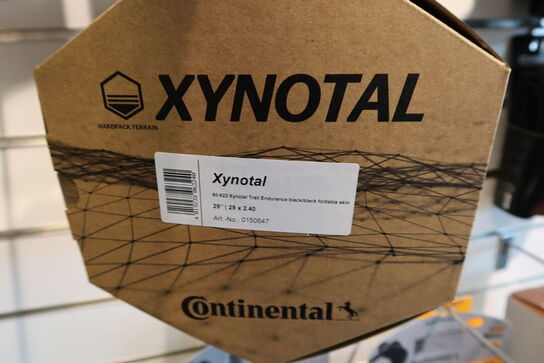 XYNOTAL
HARDPACK TERRAIN
Xynotal
60-622 Xynotal Trail Endurance black/black foldable skin
29" | 29 x 2.40
Art.-No.: 0150647
Continental